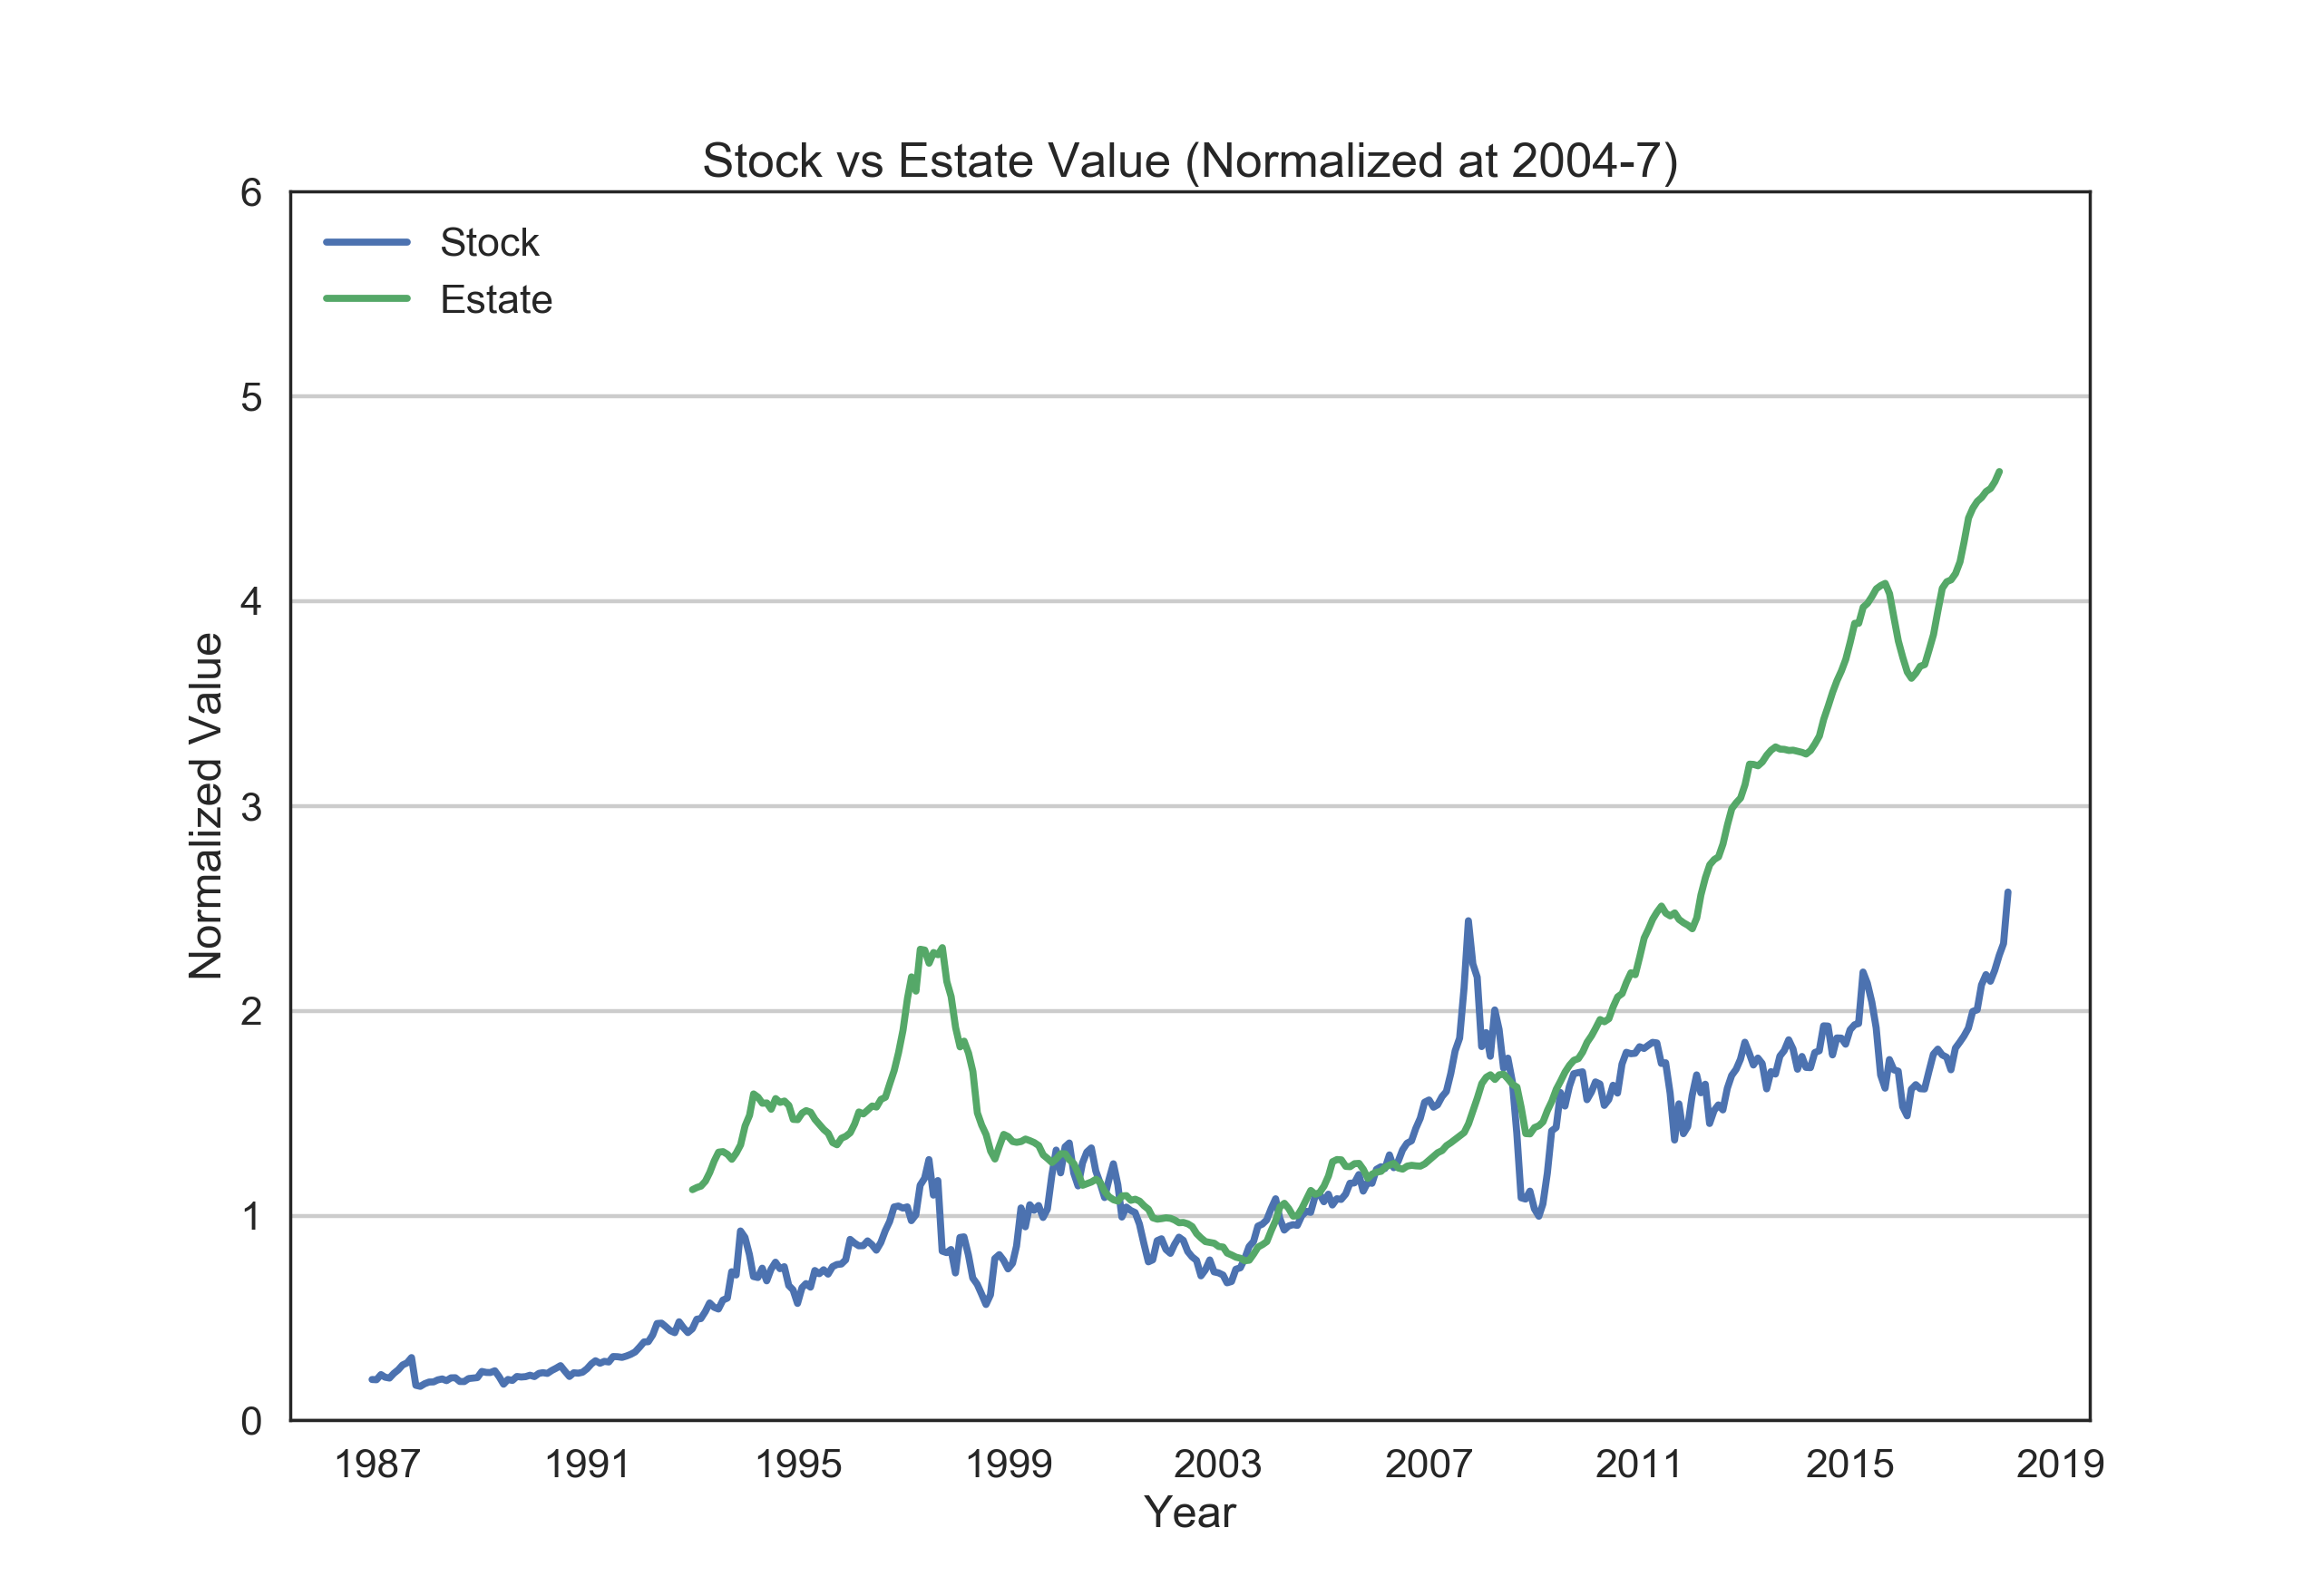 Stock vs Estate Value (Normalized at 2004-7)
6
Stock
Estate
5
4
3
2
1
0
Normalized Value
1987 1991 1995 1999 2003 2007 2011 2015 2019
Year